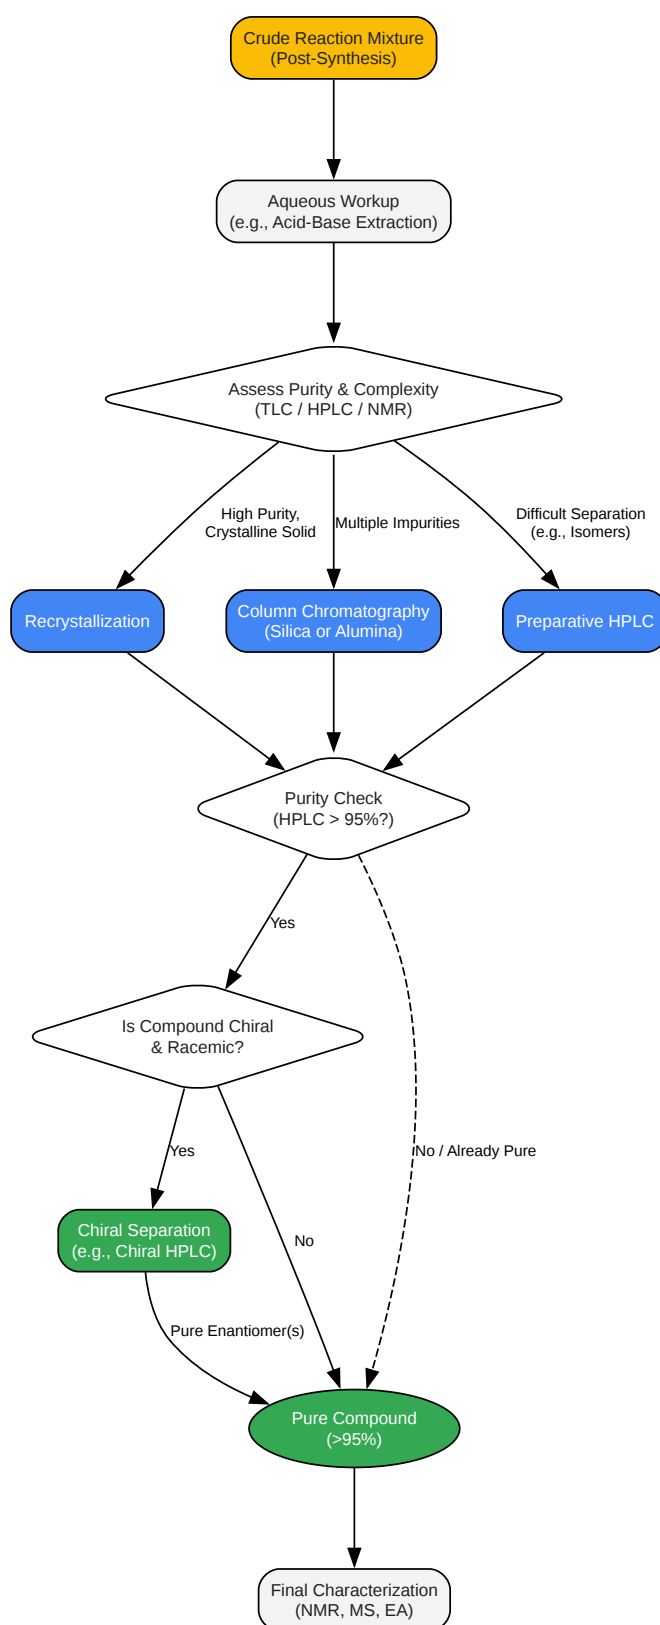 Crude Reaction Mixture
(Post-Synthesis)
Aqueous Workup
(e.g., Acid-Base Extraction)
Assess Purity & Complexity
(TLC / HPLC / NMR)
High Purity,
Crystalline Solid
Multiple Impurities
Difficult Separation
(e.g., Isomers)
Recrystallization
Column Chromatography
(Silica or Alumina)
Preparative HPLC
Purity Check
(HPLC > 95%?)
Yes
Is Compound Chiral
& Racemic?
Yes
No / Already Pure
Chiral Separation
(e.g., Chiral HPLC)
No
Pure Enantiomer(s)
Pure Compound
(>95%)
Final Characterization
(NMR, MS, EA)